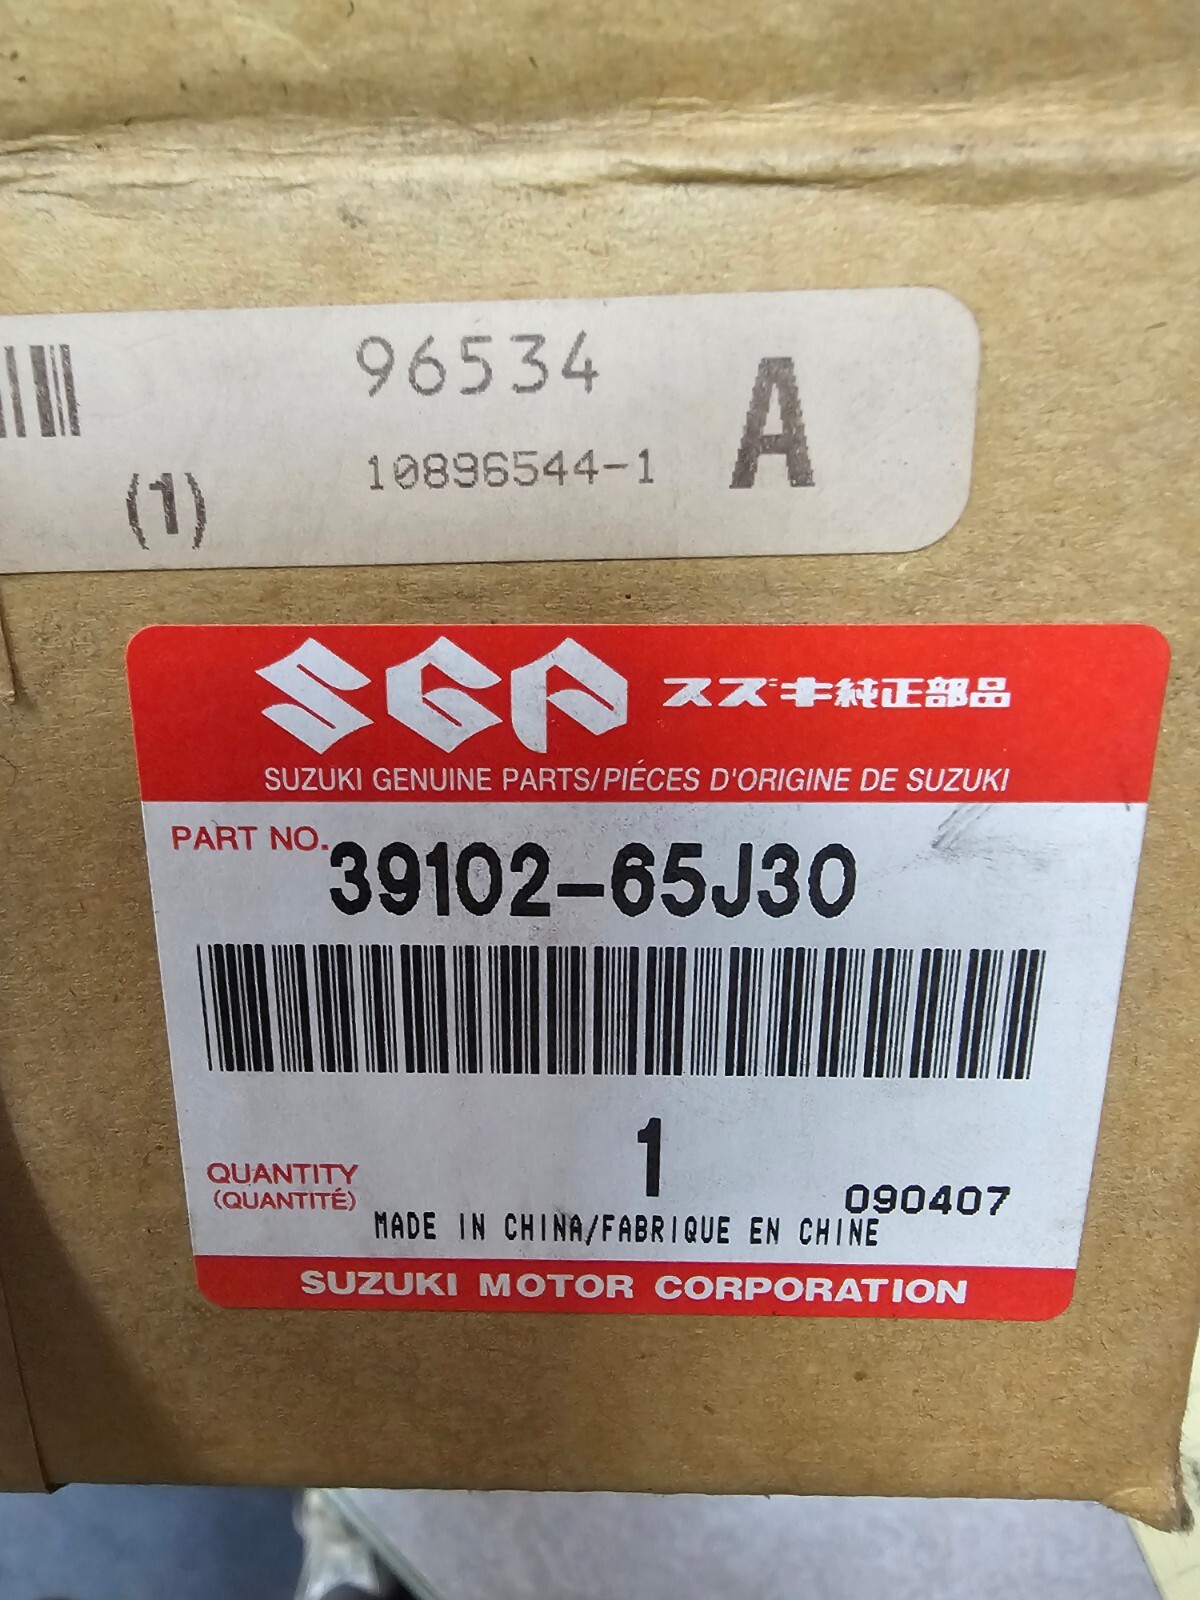 96534
10896544-1
A
(1)
SGP スズキ純正部品
SUZUKI GENUINE PARTS/PIÉCES D'ORIGINE DE SUZUKI
PART NO. 39102-65J30
1
QUANTITY
(QUANTITÉ)
090407
MADE IN CHINA/FABRIQUE EN CHINE
SUZUKI MOTOR CORPORATION